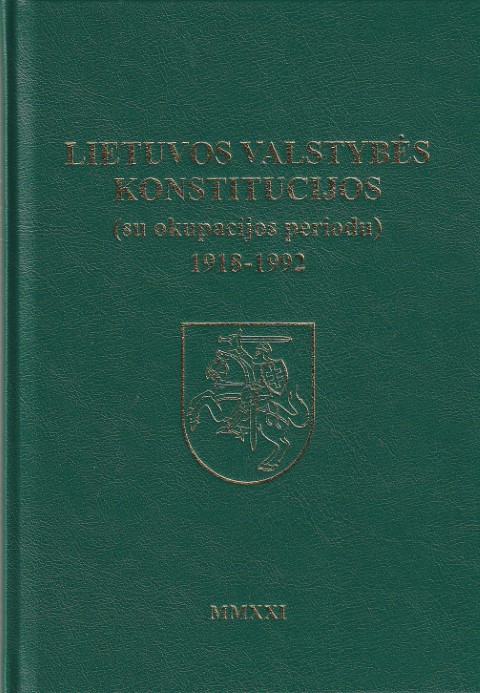 LIETUVOS VALSTYBĖS
KONSTITUCIJOS
(su okupacijos periodu)
1918-1992
MMXXI